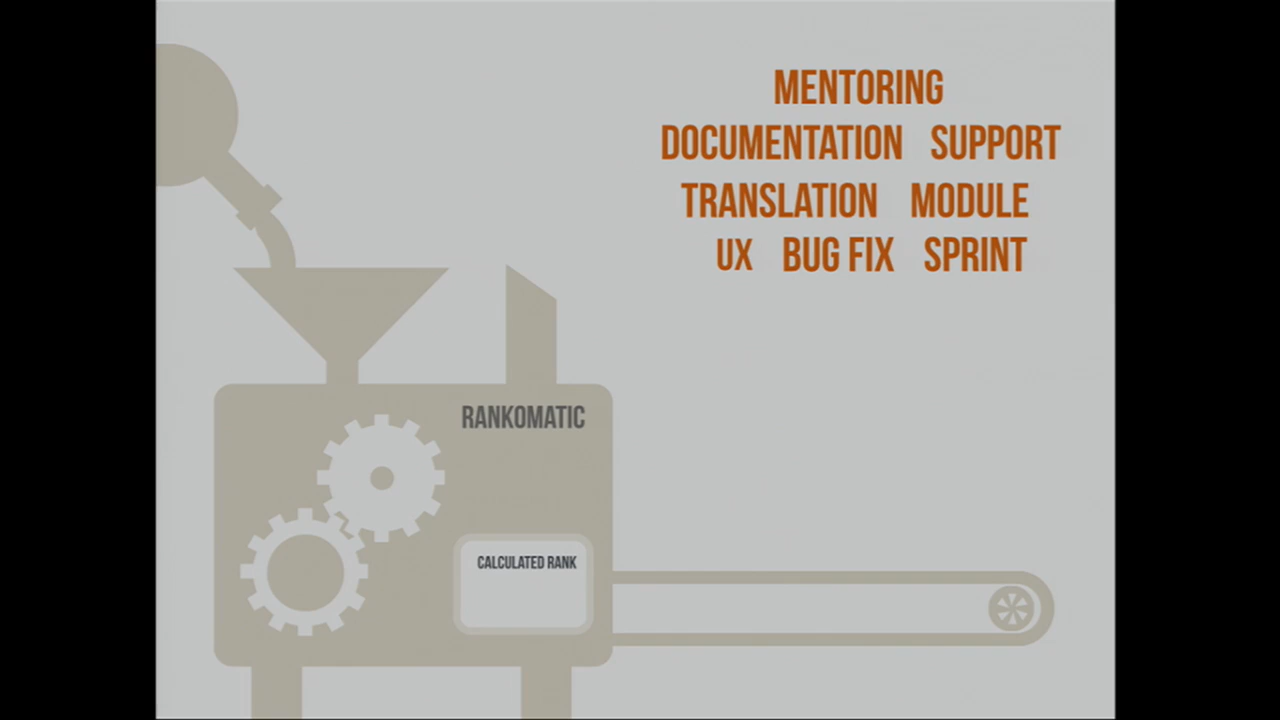 MENTORING
DOCUMENTATION SUPPORT
TRANSLATION MODULE
UX BUG FIX SPRINT
RANKOMATIC
CALCULATED RANK